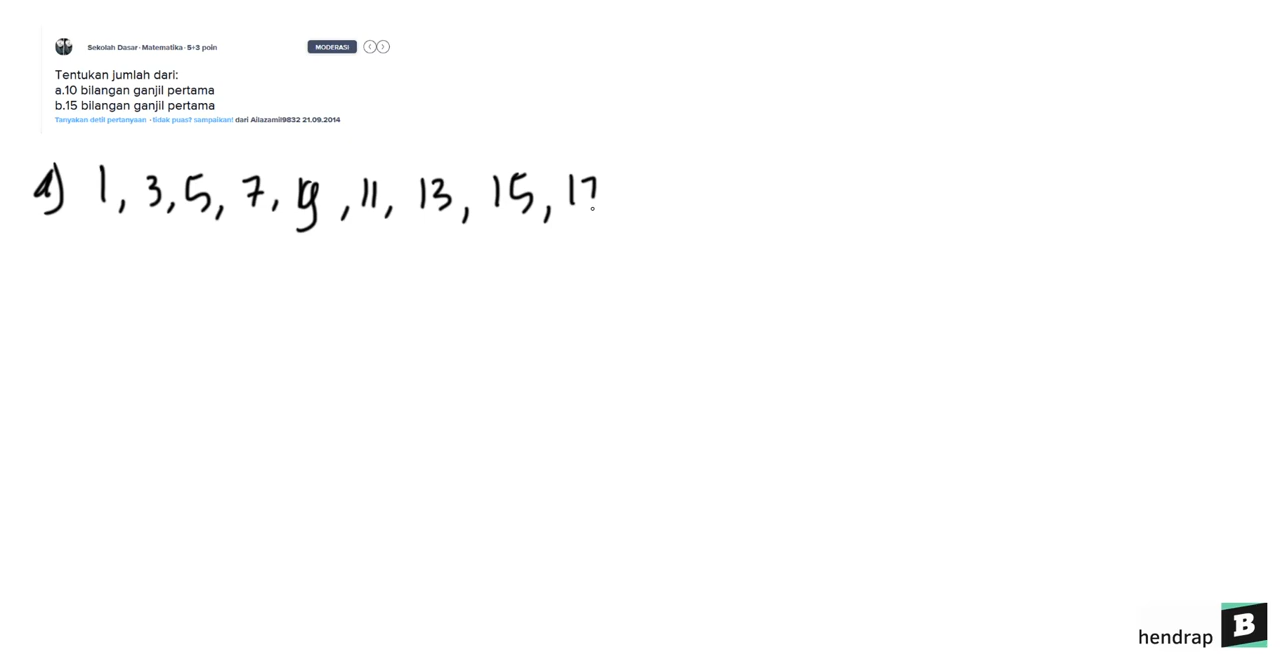 Sekolah Dasar · Matematika · 5+3 poin
MODERASI
Tentukan jumlah dari:
a.10 bilangan ganjil pertama
b.15 bilangan ganjil pertama
Tanyakan detil pertanyaan · tidak puas? sampaikan! dari Ailazamil9832 21.09.2014
a) 1, 3, 5, 7, 9, 11, 13, 15, 17
hendrap B